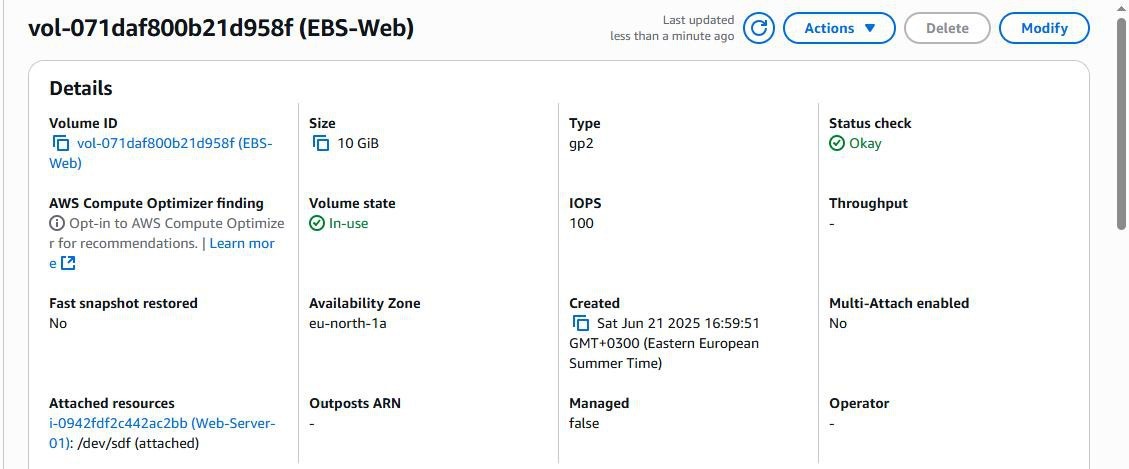 vol-071daf800b21d958f (EBS-Web)
Last updated
less than a minute ago
Actions
Delete
Modify
Details
Volume ID
vol-071daf800b21d958f (EBS-
Web)
Size
10 GiB
Type
gp2
Status check
Okay
AWS Compute Optimizer finding
Opt-in to AWS Compute Optimize
r for recommendations. | Learn mor
e
Volume state
In-use
IOPS
100
Throughput
-
Fast snapshot restored
No
Availability Zone
eu-north-1a
Created
Sat Jun 21 2025 16:59:51
GMT+0300 (Eastern European
Summer Time)
Multi-Attach enabled
No
Attached resources
i-0942fdf2c442ac2bb (Web-Server-
01): /dev/sdf (attached)
Outposts ARN
-
Managed
false
Operator
-